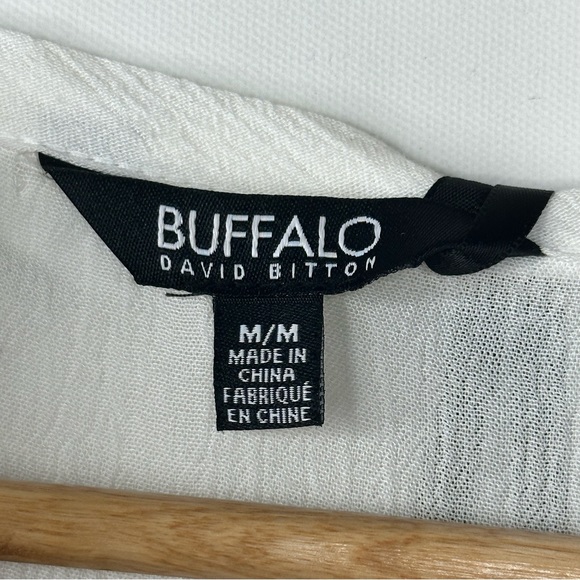 BUFFALO
DAVID BITTON
M/M
MADE IN
CHINA
FABRIQUÉ
EN CHINE